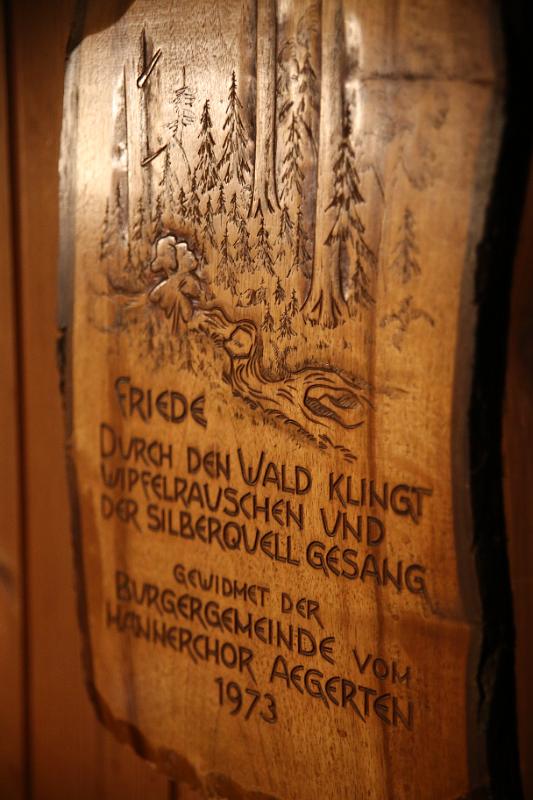 FRIEDE
DURCH DEN WALD KLINGT
WIPFELRAUSCHEN UND
DER SILBERQUELL GESANG
GEWIDMET DER
BURGERGEMEINDE VOM
MÄNNERCHOR AEGERTEN
1973